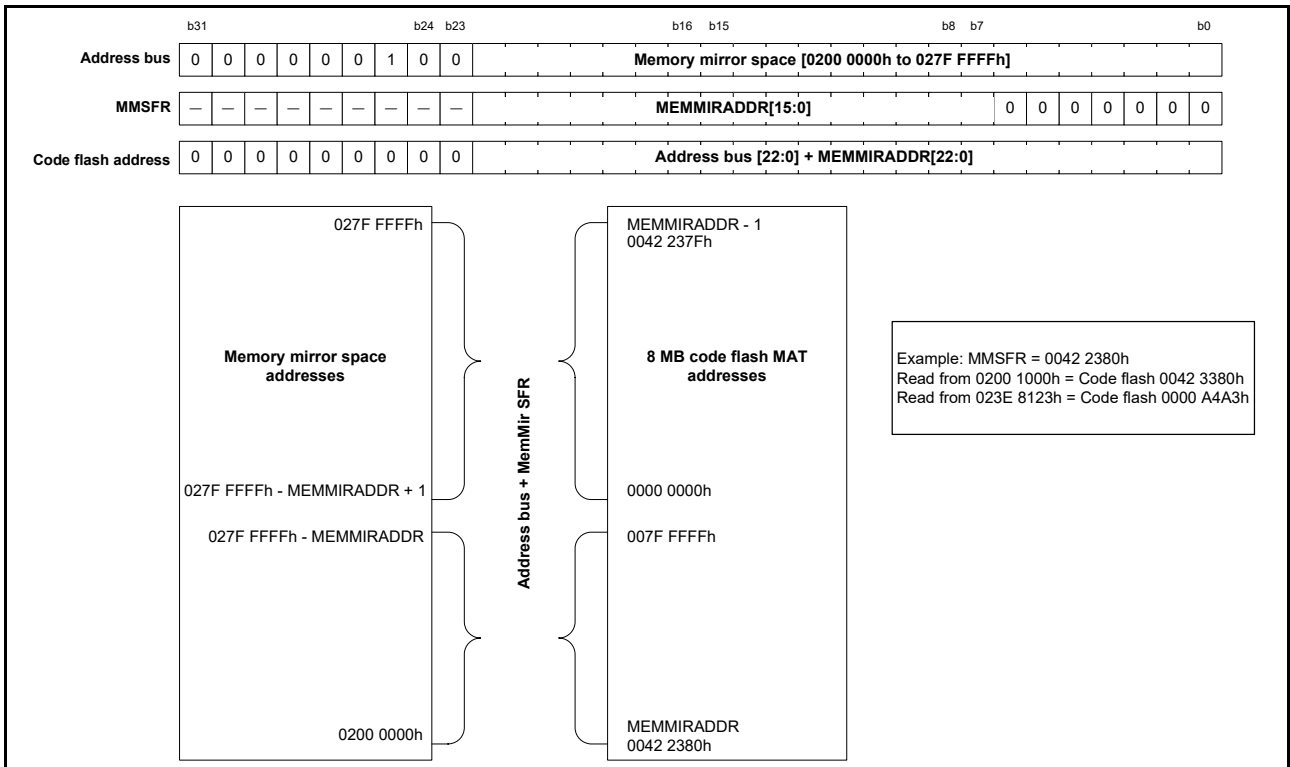 b31 b24 b23 b16 b15 b8 b7 b0
Address bus 0 0 0 0 0 0 1 0 0 Memory mirror space [0200 0000h to 027F FFFFh]
MMSFR — — — — — — — — — MEMMIRADDR[15:0] 0 0 0 0 0 0 0
Code flash address 0 0 0 0 0 0 0 0 0 Address bus [22:0] + MEMMIRADDR[22:0]
027F FFFFh
Memory mirror space
addresses
027F FFFFh - MEMMIRADDR + 1
027F FFFFh - MEMMIRADDR
0200 0000h
Address bus + MemMir SFR
MEMMIRADDR - 1
0042 237Fh
8 MB code flash MAT
addresses
0000 0000h
007F FFFFh
MEMMIRADDR
0042 2380h
Example: MMSFR = 0042 2380h
Read from 0200 1000h = Code flash 0042 3380h
Read from 023E 8123h = Code flash 0000 A4A3h